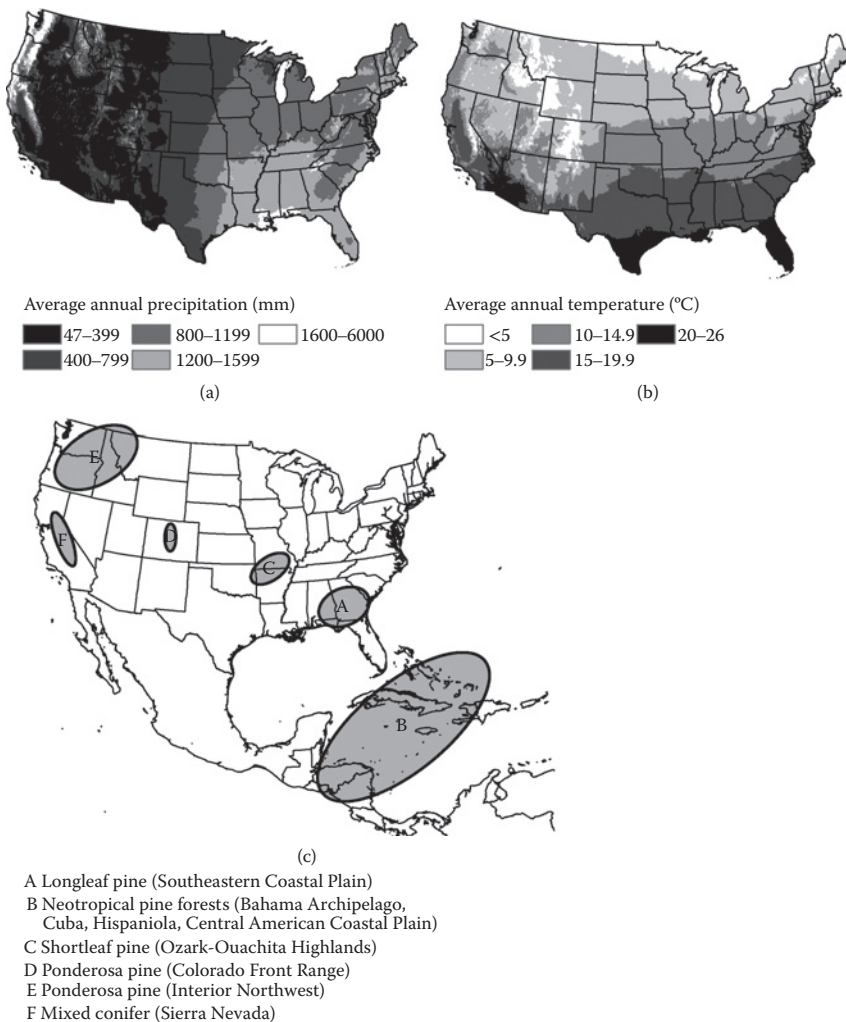 Average annual precipitation (mm)
47–399 800–1199 1600–6000
400–799 1200–1599
(a)
Average annual temperature (ºC)
<5 10–14.9 20–26
5–9.9 15–19.9
(b)
E
F
D
C
A
B
(c)
A Longleaf pine (Southeastern Coastal Plain)
B Neotropical pine forests (Bahama Archipelago,
Cuba, Hispaniola, Central American Coastal Plain)
C Shortleaf pine (Ozark-Ouachita Highlands)
D Ponderosa pine (Colorado Front Range)
E Ponderosa pine (Interior Northwest)
F Mixed conifer (Sierra Nevada)